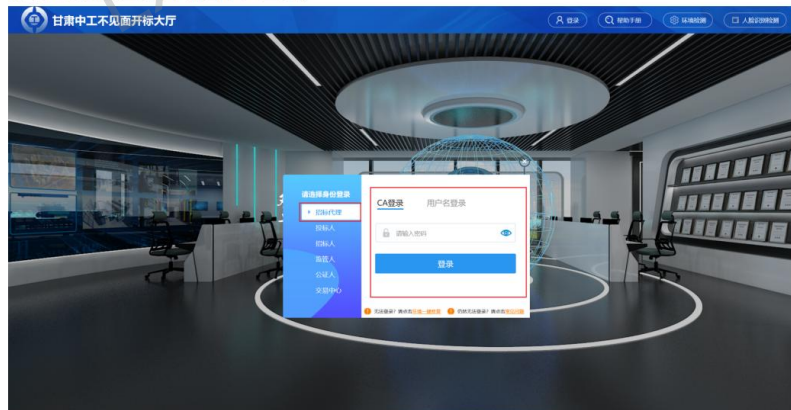 甘肃中工不见面开标大厅
登录
帮助手册
环境检测
人脸识别检测
请选择身份登录
招标代理
投标人
招标人
监管人
公证人
交易中心
CA登录 用户名登录
请输入密码
登录